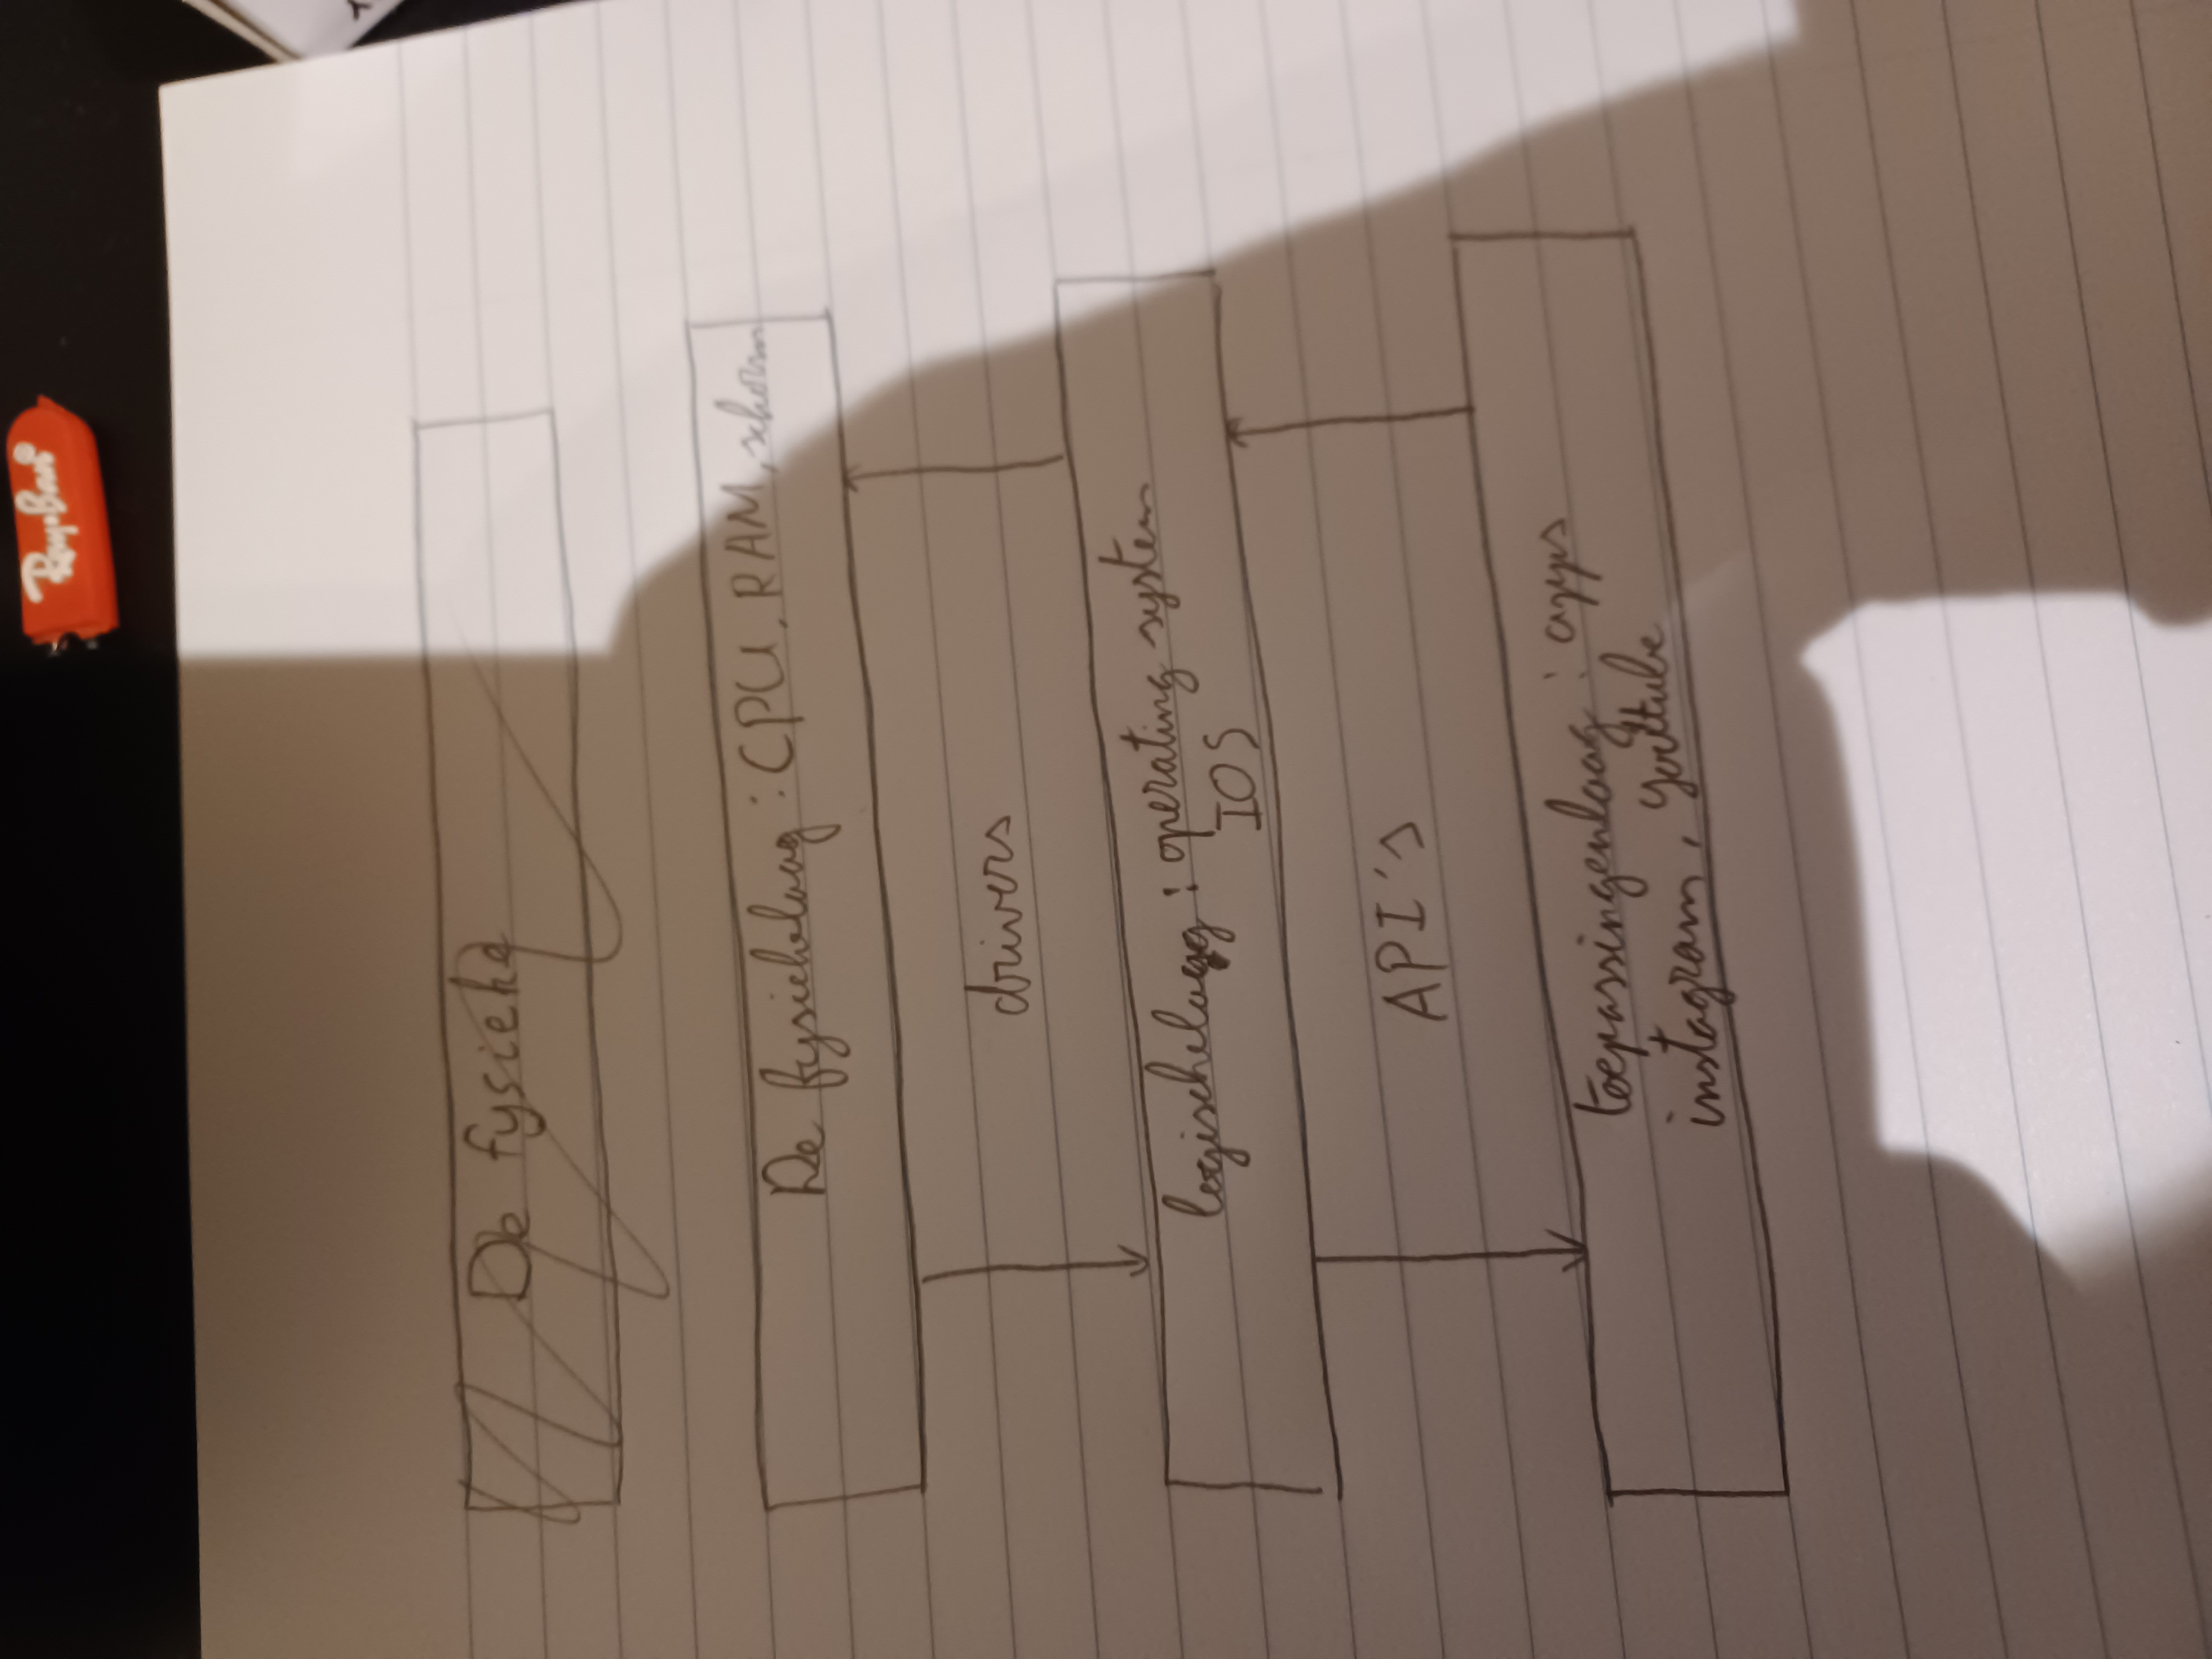 Ray-Ban
De fysieke
De fysiekelaag : CPU, RAM, scherm
drivers
logischelaag : operating system
IOS
API's
toepassingenlaag : apps
instagram, youtube